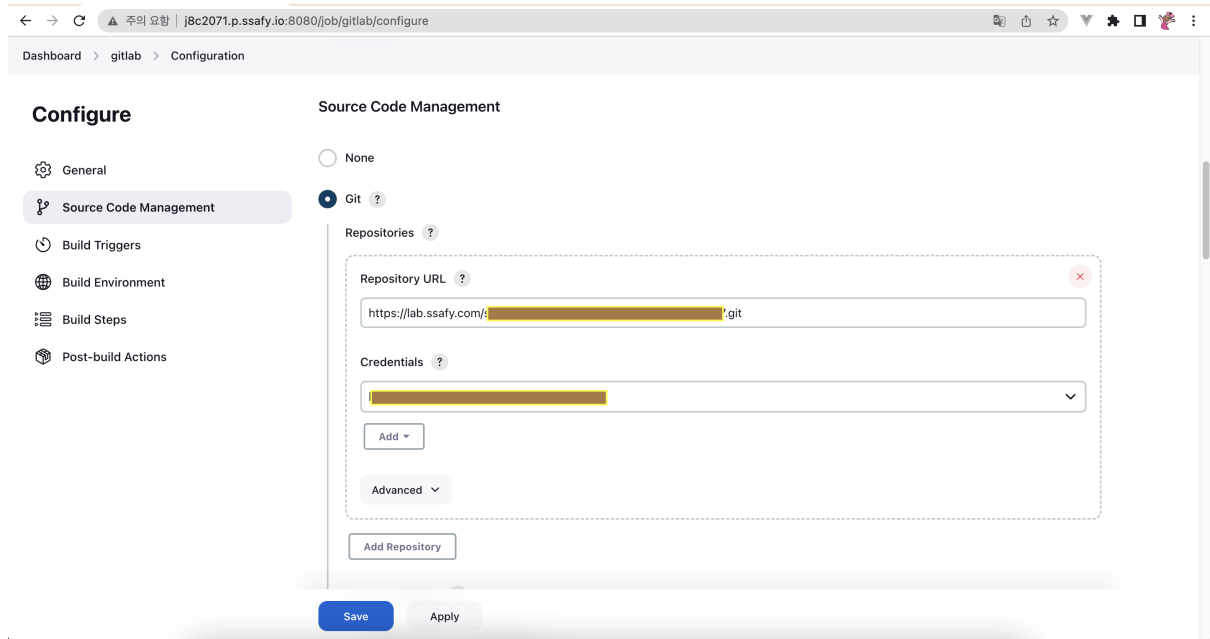 주의 요함 | j8c2071.p.ssafy.io:8080/job/gitlab/configure
Dashboard > gitlab > Configuration
Configure
General
Source Code Management
Build Triggers
Build Environment
Build Steps
Post-build Actions
Source Code Management
None
Git ?
Repositories ?
Repository URL ?
https://lab.ssafy.com/s .git
Credentials ?
Add
Advanced
Add Repository
Save Apply